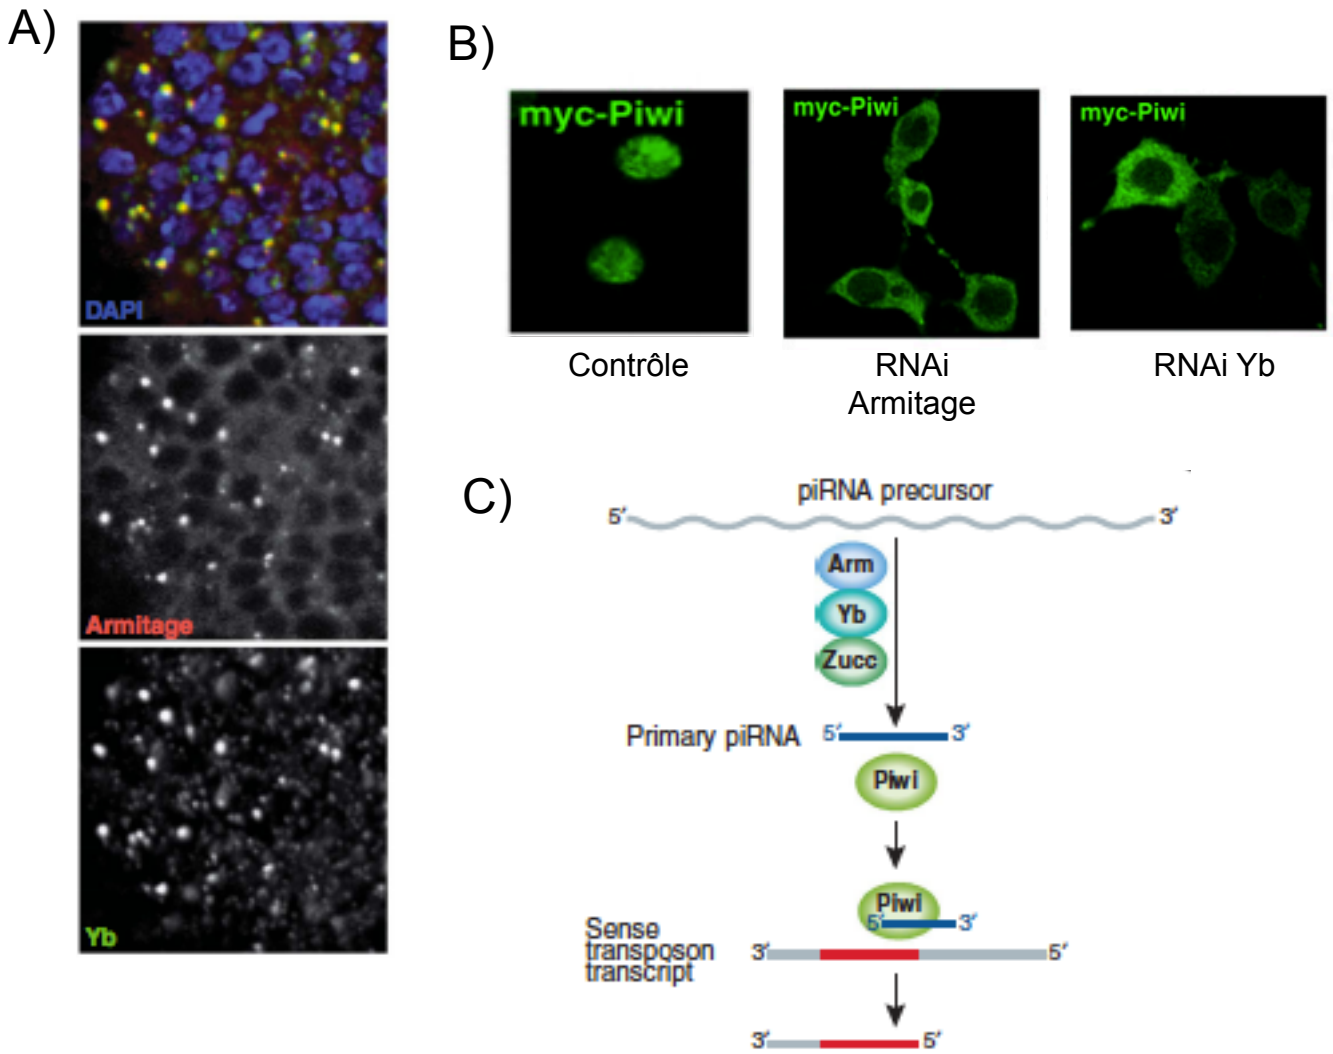 A)
DAPI
Armitage
Yb
B)
myc-Piwi
Contrôle
myc-Piwi
RNAi
Armitage
myc-Piwi
RNAi Yb
C)
piRNA precursor
5′ 3′
Arm
Yb
Zucc
Primary piRNA 5′ 3′
Piwi
Piwi
5′ 3′
Sense
transposon
transcript
3′ 5′
3′ 5′